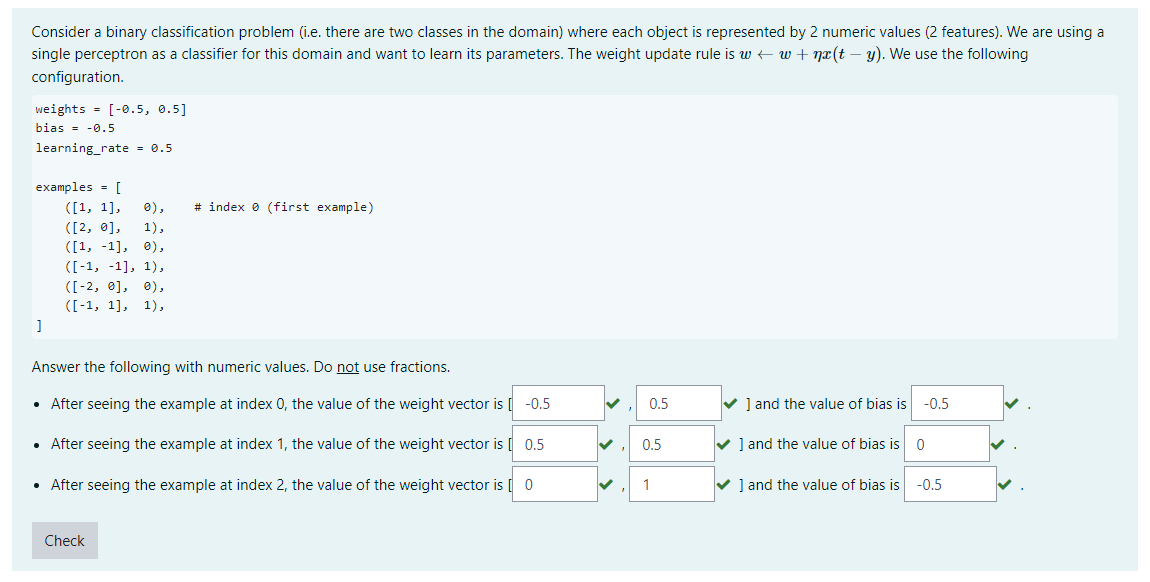 Consider a binary classification problem (i.e. there are two classes in the domain) where each object is represented by 2 numeric values (2 features). We are using a
single perceptron as a classifier for this domain and want to learn its parameters. The weight update rule is w ← w + ηx(t − y). We use the following
configuration.
weights = [-0.5, 0.5]
bias = -0.5
learning_rate = 0.5
examples = [
([1, 1],   0),    # index 0 (first example)
([2, 0],   1),
([1, -1],  0),
([-1, -1], 1),
([-2, 0],  0),
([-1, 1],  1),
]
Answer the following with numeric values. Do not use fractions.
• After seeing the example at index 0, the value of the weight vector is [ -0.5 ✔ , 0.5 ✔ ] and the value of bias is -0.5 ✔ .
• After seeing the example at index 1, the value of the weight vector is [ 0.5 ✔ , 0.5 ✔ ] and the value of bias is 0 ✔ .
• After seeing the example at index 2, the value of the weight vector is [ 0 ✔ , 1 ✔ ] and the value of bias is -0.5 ✔ .
Check